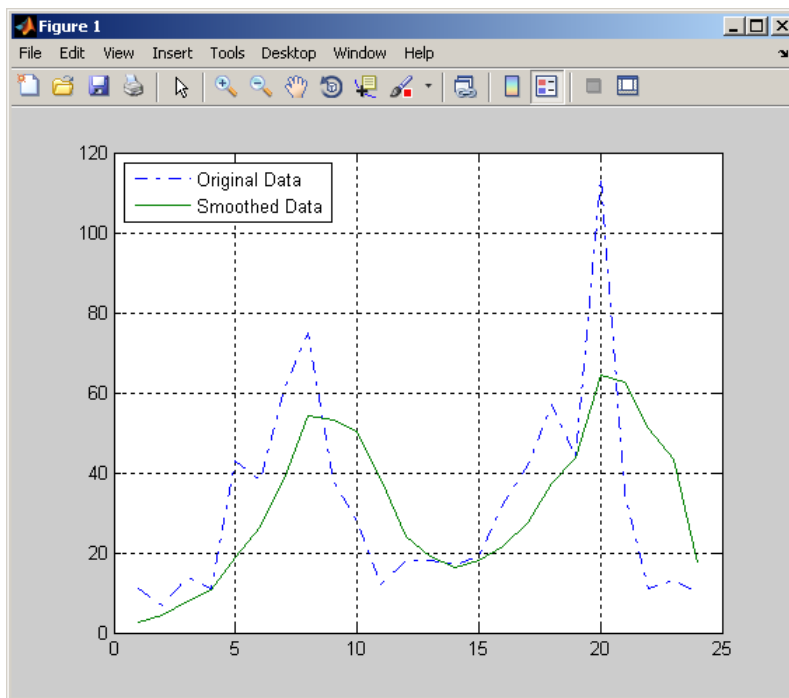 Figure 1
File Edit View Insert Tools Desktop Window Help
120
100
80
60
40
20
0
Original Data
Smoothed Data
0 5 10 15 20 25